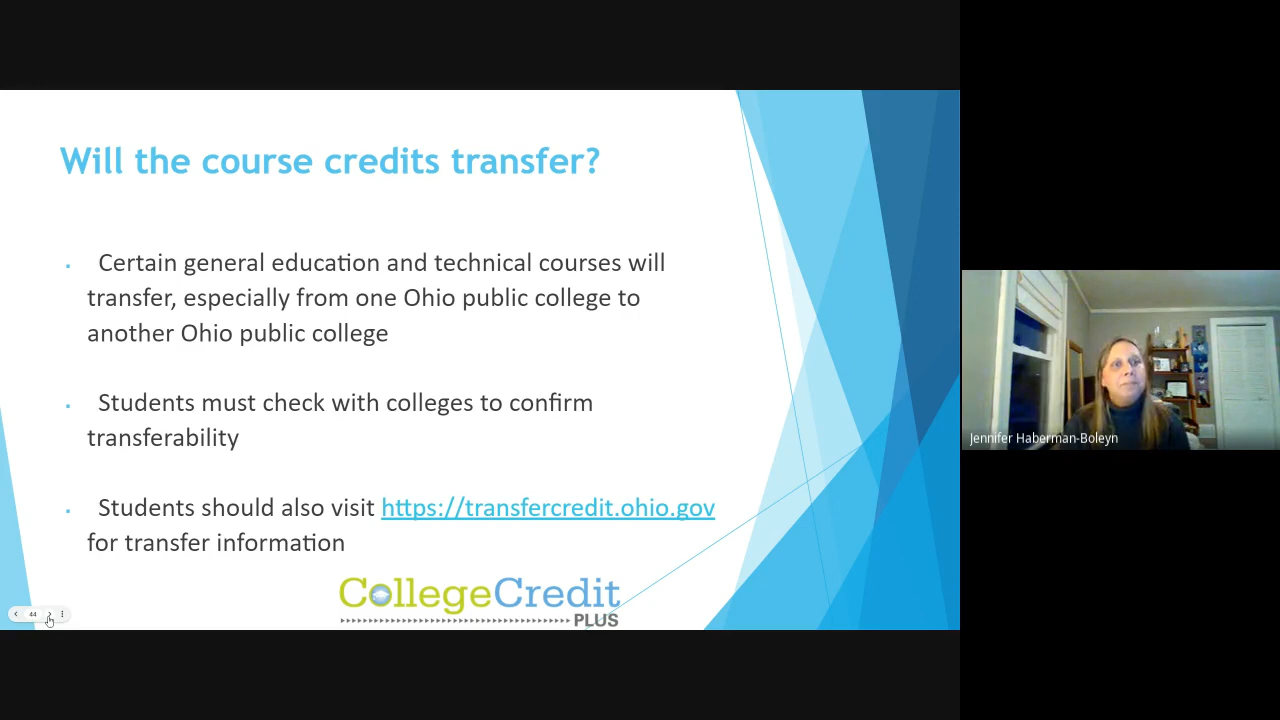 Will the course credits transfer?
Certain general education and technical courses will
transfer, especially from one Ohio public college to
another Ohio public college
Students must check with colleges to confirm
transferability
Students should also visit https://transfercredit.ohio.gov
for transfer information
CollegeCredit
PLUS
44
Jennifer Haberman-Boleyn